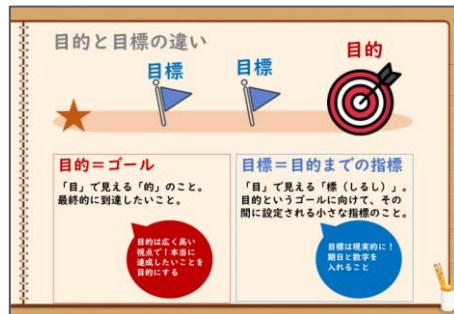 目的と目標の違い
目的
目標
目標
目的＝ゴール
「目」で見える「的」のこと。
最終的に到達したいこと。
目的は広く高い
視点で！本当に
達成したいことを
目的にする
目標＝目的までの指標
「目」で見える「標（しるし）」。
目的というゴールに向けて、その
間に設定される小さな指標のこと。
目標は現実的に！
期日と数字を
入れること